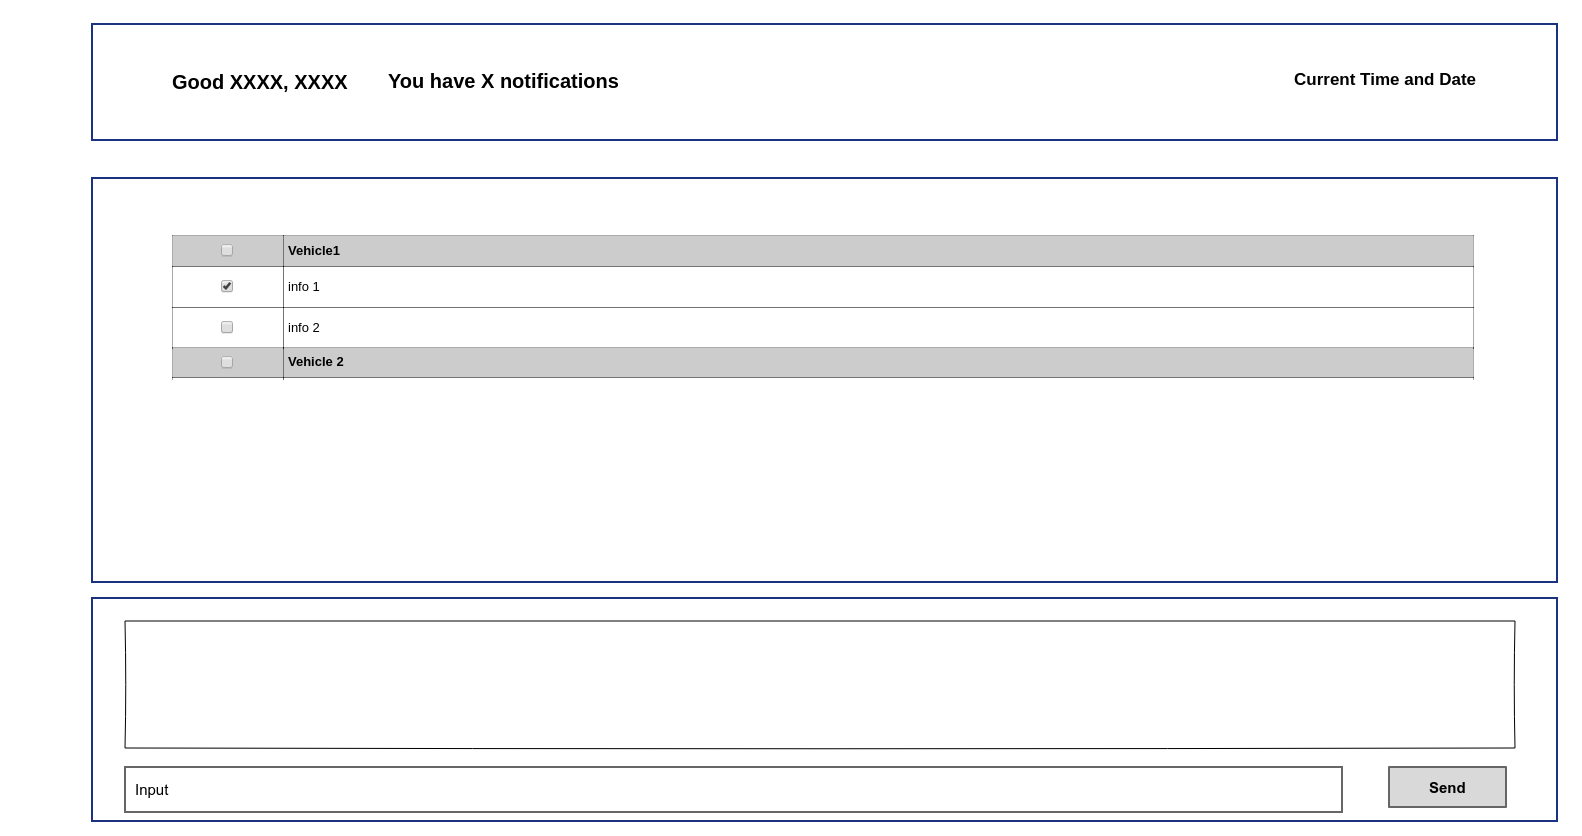 Good XXXX, XXXX You have X notifications Current Time and Date
Vehicle1
info 1
info 2
Vehicle 2
Input
Send